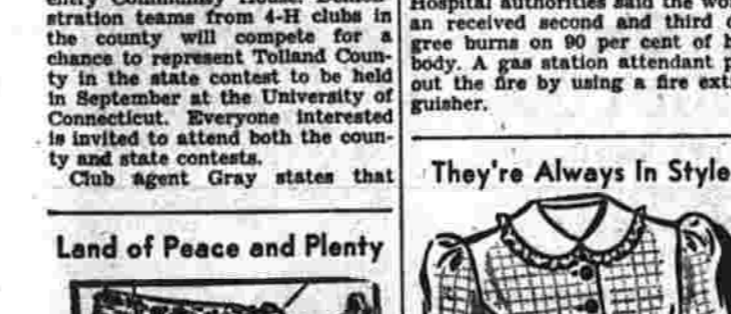 stration teams from 4-H clubs in
the county will compete for a
chance to represent Tolland Coun-
ty in the state contest to be held
in September at the University of
Connecticut. Everyone interested
is invited to attend both the coun-
ty and state contests.
Club Agent Gray states that
Land of Peace and Plenty
Hospital authorities said the
an received second and third
gree burns on 90 per cent of
body. A gas station attendant
out the fire by using a fire
guisher.
They're Always In Style